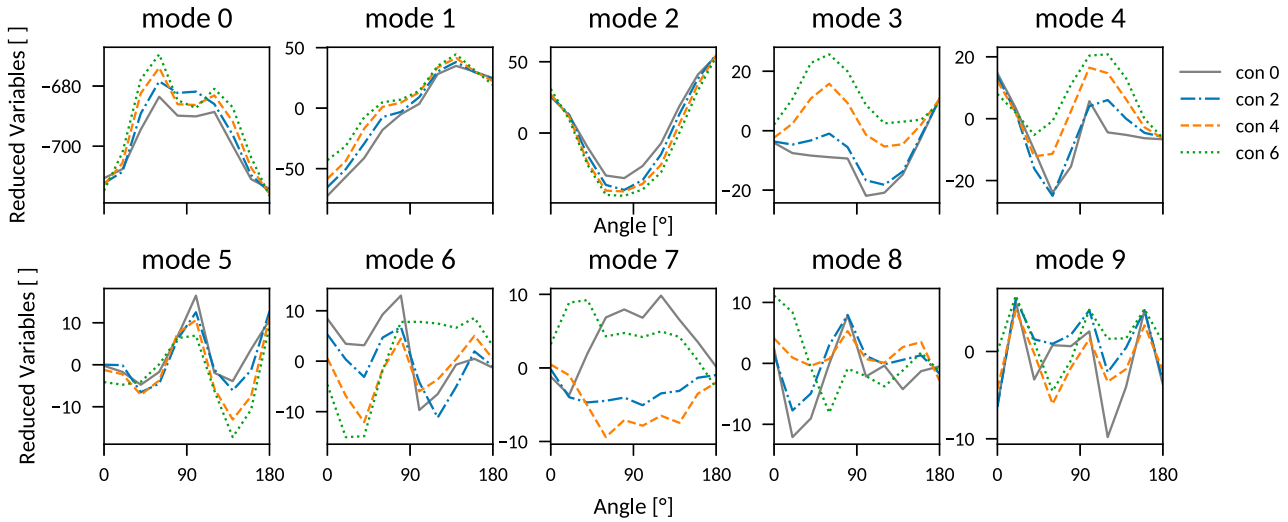 mode 0 mode 1 mode 2 mode 3 mode 4
Reduced Variables [ ]
−680
−700
50
0
−50
50
0
20
0
−20
20
0
−20
con 0
con 2
con 4
con 6
Angle [°]
mode 5 mode 6 mode 7 mode 8 mode 9
Reduced Variables [ ]
10
0
−10
10
0
−10
10
0
−10
10
0
−10
0
−10
0 90 180 0 90 180 0 90 180 0 90 180 0 90 180
Angle [°]